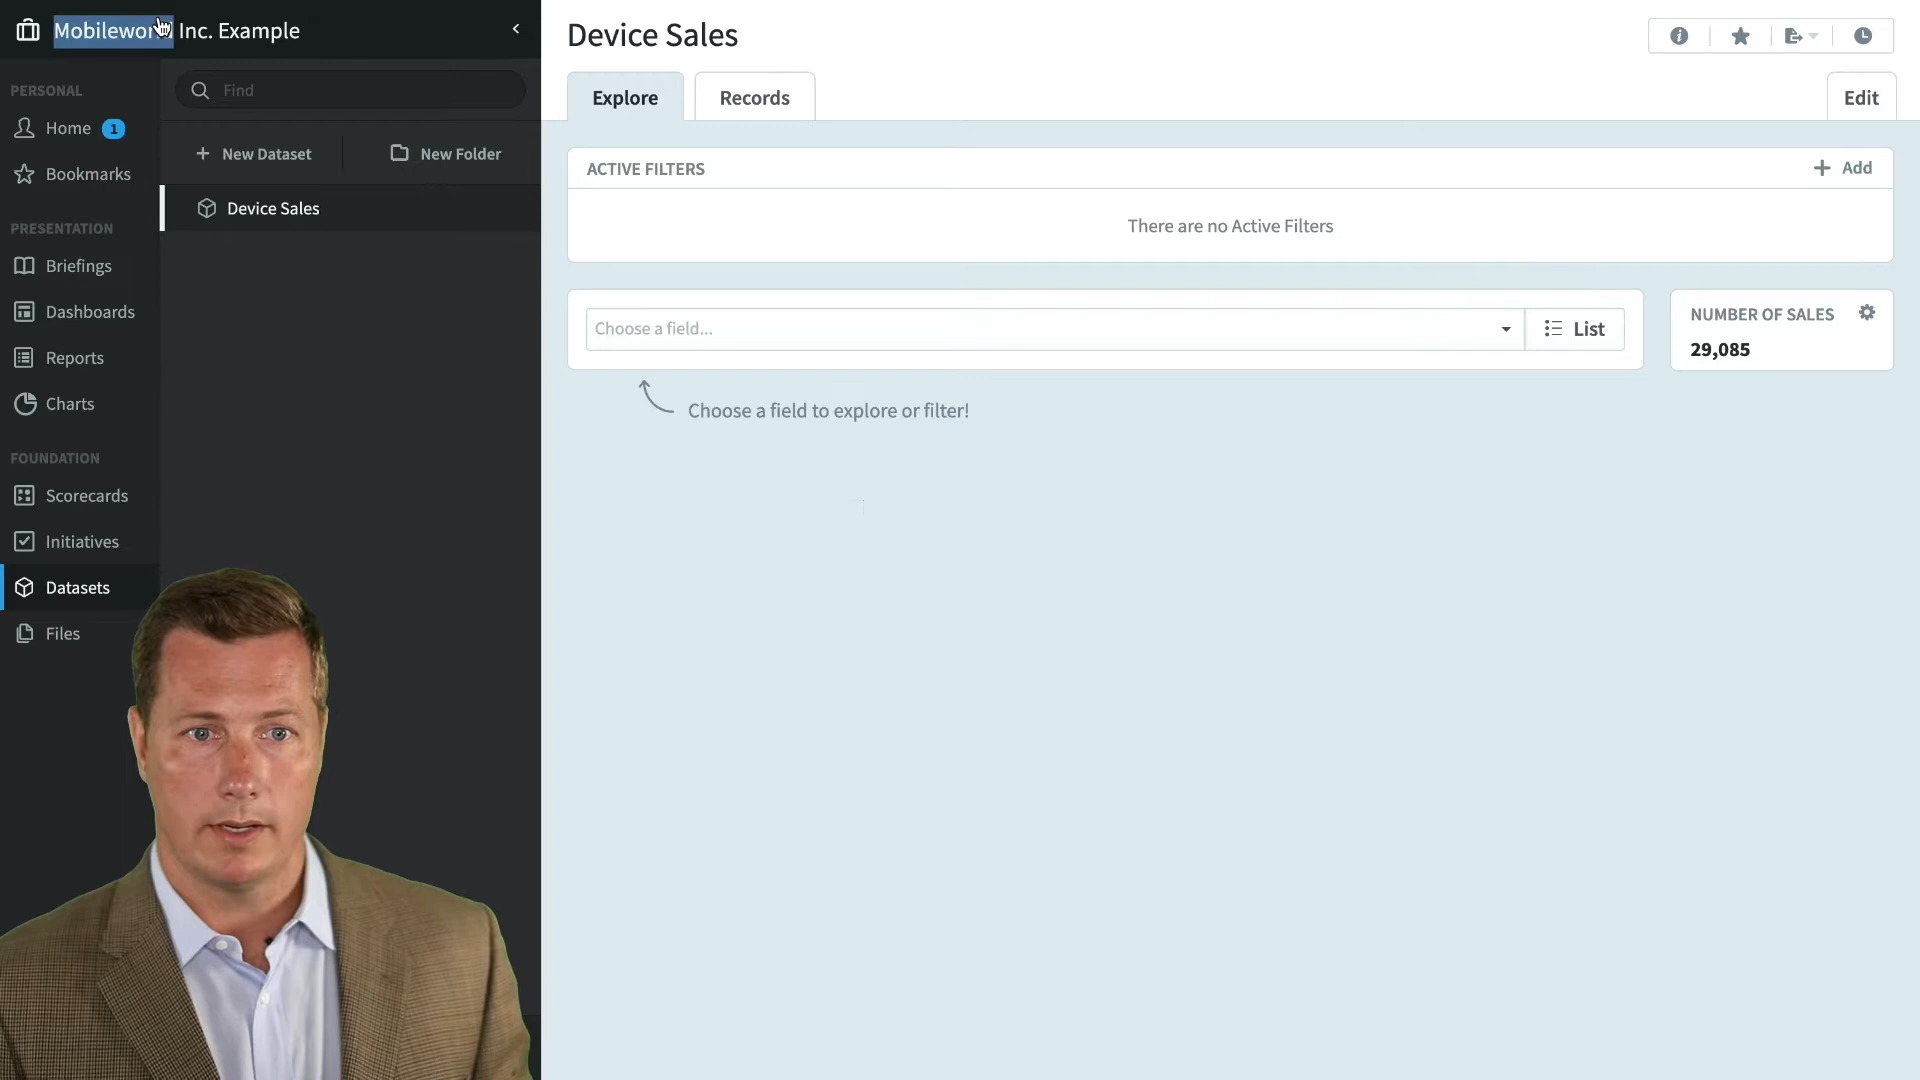 Mobileworld Inc. Example
PERSONAL
Home 1
Bookmarks
PRESENTATION
Briefings
Dashboards
Reports
Charts
FOUNDATION
Scorecards
Initiatives
Datasets
Files
Find
+ New Dataset
New Folder
Device Sales
Device Sales
Explore
Records
Edit
ACTIVE FILTERS
+ Add
There are no Active Filters
Choose a field...
List
NUMBER OF SALES
29,085
Choose a field to explore or filter!